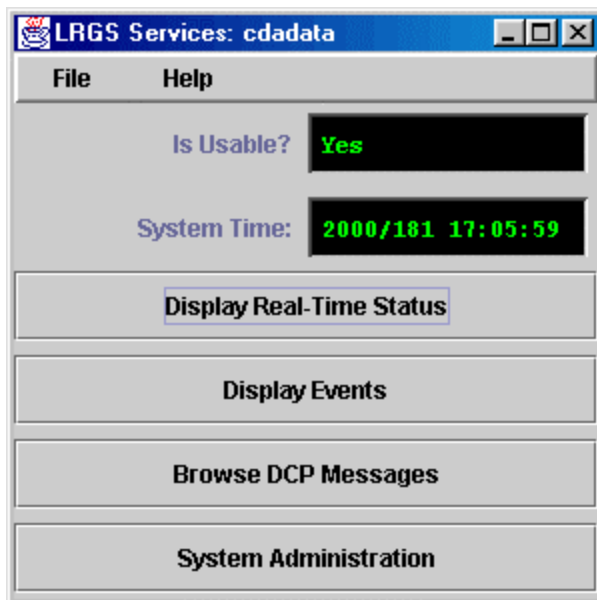 LRGS Services: cdadata
File Help
Is Usable? Yes
System Time: 2000/181 17:05:59
Display Real-Time Status
Display Events
Browse DCP Messages
System Administration